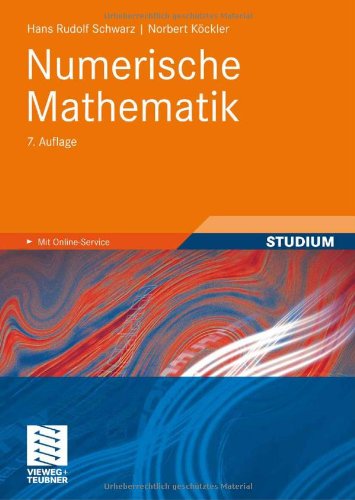 Hans Rudolf Schwarz | Norbert Köckler
Numerische
Mathematik
7. Auflage
Mit Online-Service
STUDIUM
VIEWEG+
TEUBNER
Urheberrechtlich geschütztes Material
Urheberrechtlich geschütztes Material